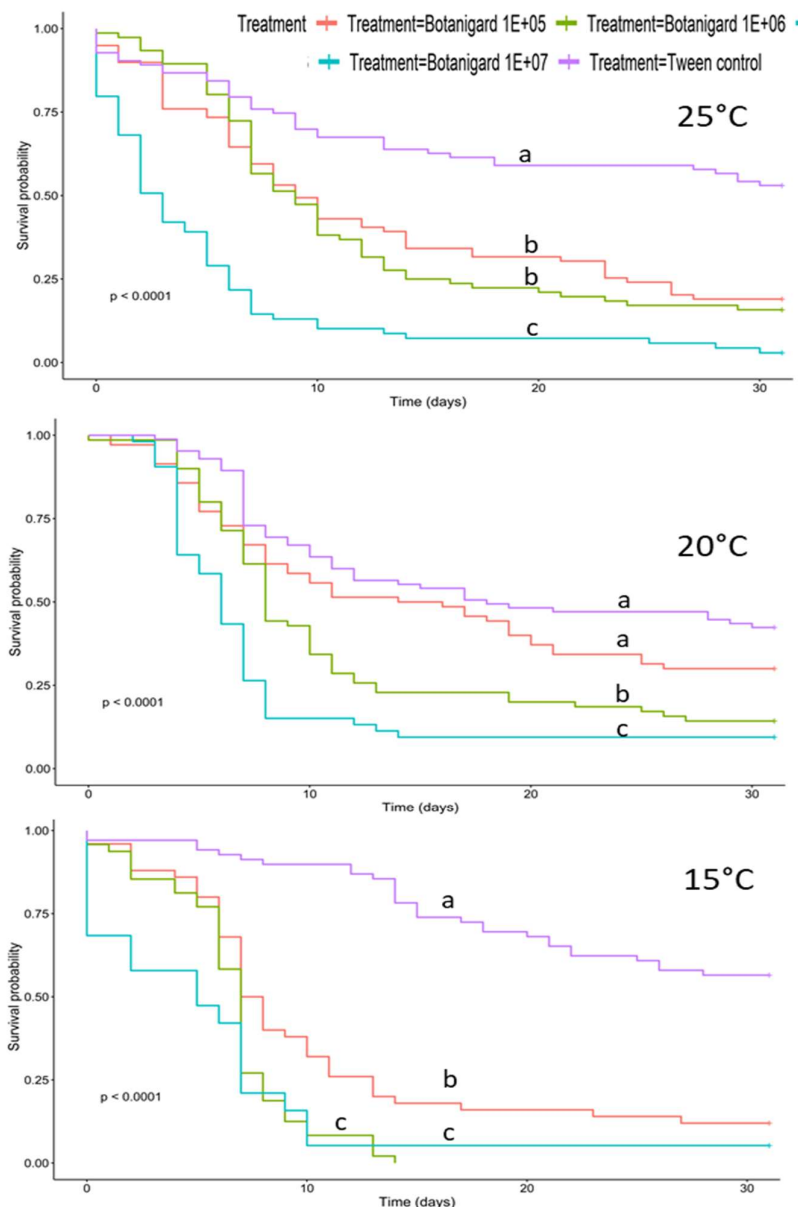 Treatment Treatment=Botanigard 1E+05 Treatment=Botanigard 1E+06
Treatment=Botanigard 1E+07 Treatment=Tween control
25°C
1.00
0.75
0.50
0.25
0.00
Survival probability
a
b
b
c
p < 0.0001
0 10 20 30
Time (days)
20°C
1.00
0.75
0.50
0.25
0.00
Survival probability
a
a
b
c
p < 0.0001
0 10 20 30
Time (days)
15°C
1.00
0.75
0.50
0.25
0.00
Survival probability
a
b
c c
p < 0.0001
0 10 20 30
Time (days)